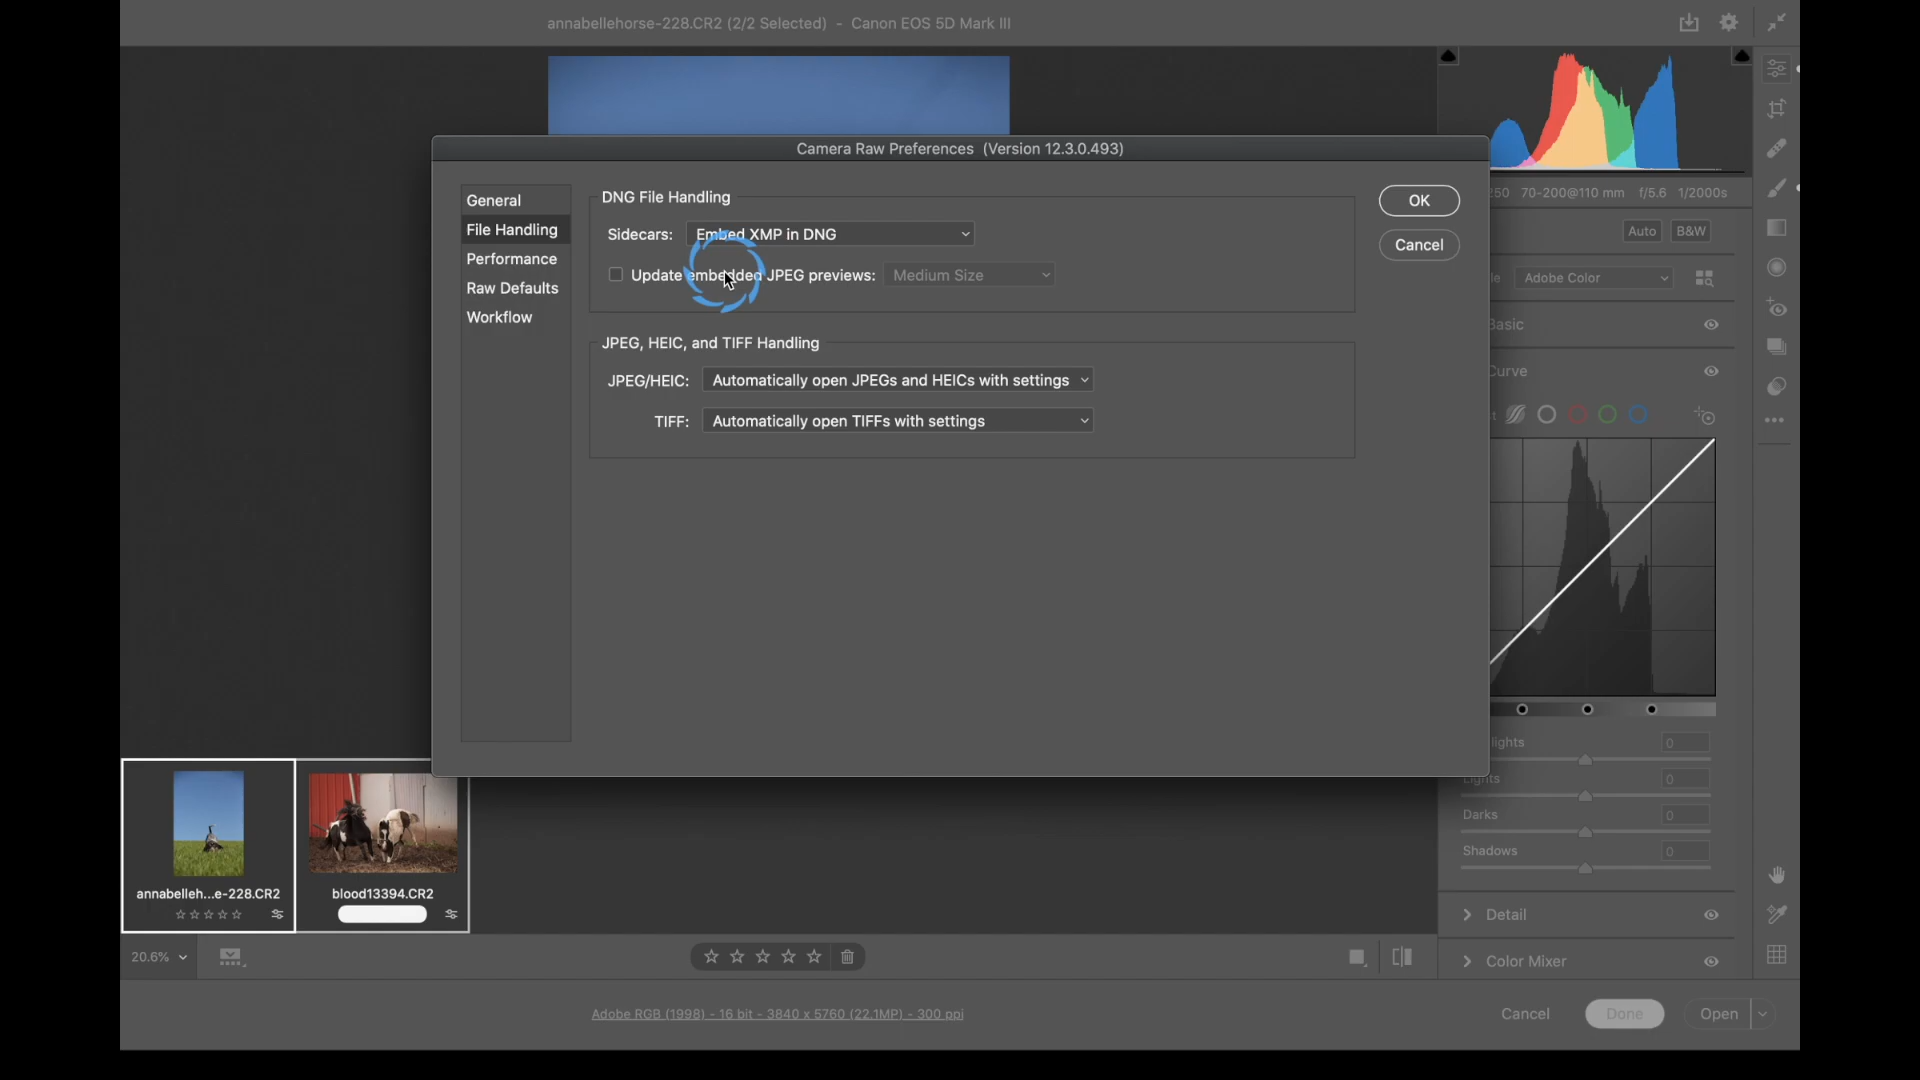 annabellehorse-228.CR2 (2/2 Selected) - Canon EOS 5D Mark III
Camera Raw Preferences (Version 12.3.0.493)
General
File Handling
Performance
Raw Defaults
Workflow
DNG File Handling
Sidecars: Embed XMP in DNG
Update embedded JPEG previews: Medium Size
JPEG, HEIC, and TIFF Handling
JPEG/HEIC: Automatically open JPEGs and HEICs with settings
TIFF: Automatically open TIFFs with settings
OK
Cancel
70-200@110 mm f/5.6 1/2000s
Auto B&W
Adobe Color
Basic
Curve
0
Lights 0
Darks 0
Shadows 0
Detail
Color Mixer
annabelleh...e-228.CR2
blood13394.CR2
20.6%
Adobe RGB (1998) - 16 bit - 3840 x 5760 (22.1MP) - 300 ppi
Cancel Done Open